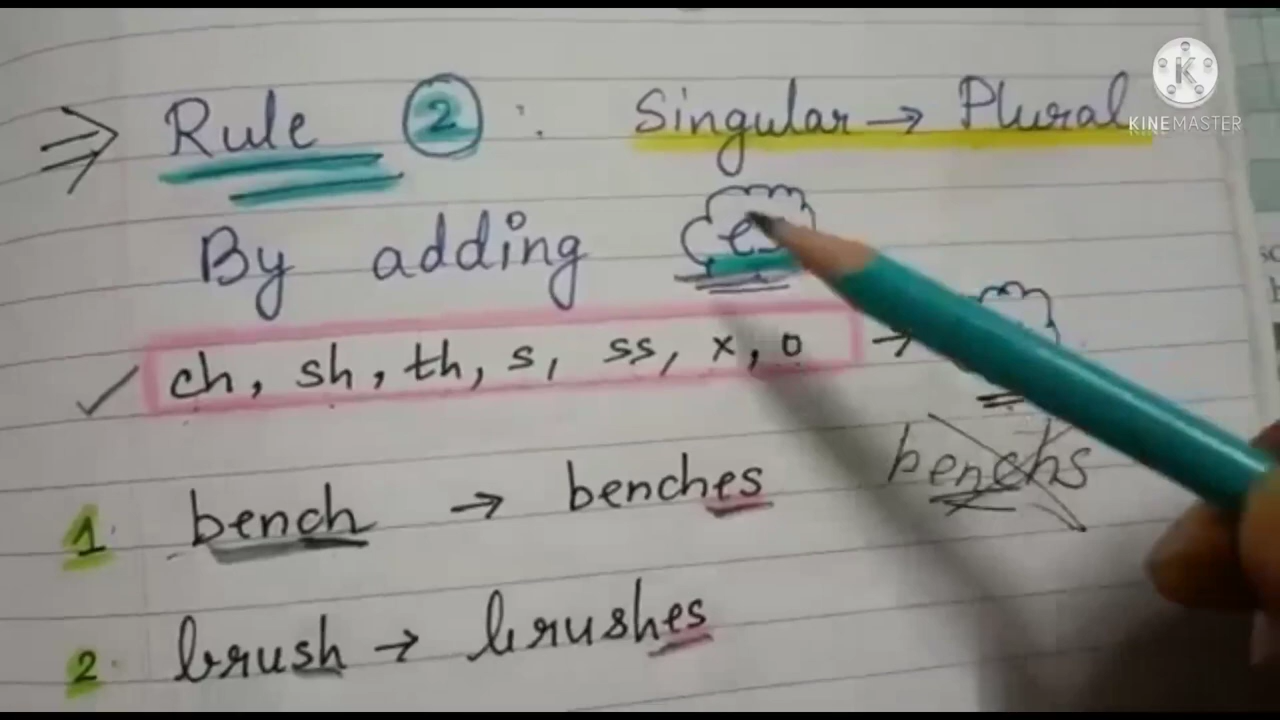 ⇒ Rule 2 : Singular → Plural
KINEMASTER
By adding
ch, sh, th, s, ss, x, o →
1. bench → benches benchs
2. brush → brushes